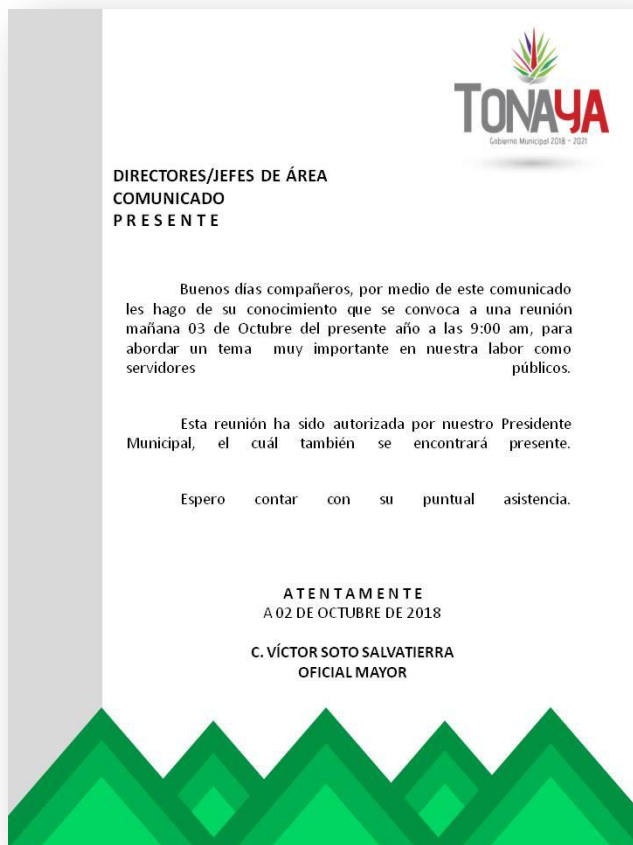 TONAYA
Gobierno Municipal 2018 - 2021
DIRECTORES/JEFES DE ÁREA
COMUNICADO
P R E S E N T E
Buenos días compañeros, por medio de este comunicado
les hago de su conocimiento que se convoca a una reunión
mañana 03 de Octubre del presente año a las 9:00 am, para
abordar un tema muy importante en nuestra labor como
servidores públicos.
Esta reunión ha sido autorizada por nuestro Presidente
Municipal, el cuál también se encontrará presente.
Espero contar con su puntual asistencia.
A T E N T A M E N T E
A 02 DE OCTUBRE DE 2018
C. VÍCTOR SOTO SALVATIERRA
OFICIAL MAYOR